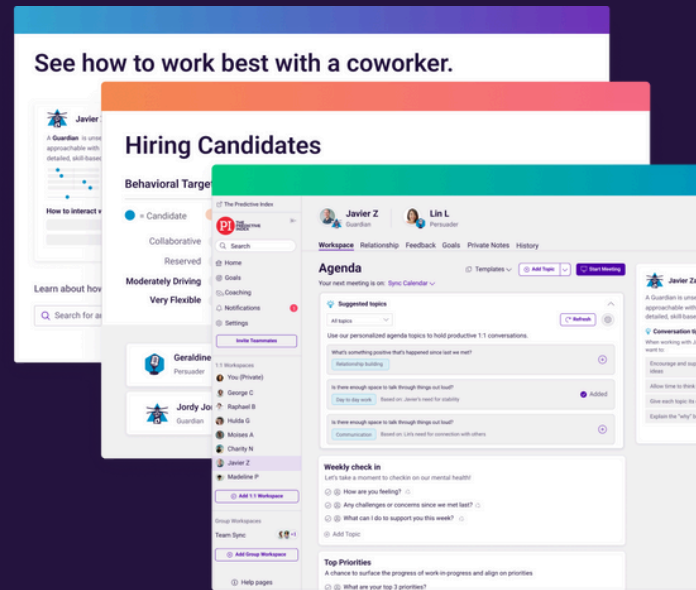 See how to work best with a coworker.
Javier Z
A Guardian is unse
approachable with
detailed, skill-based
How to interact w
Learn about how
Search for a
Hiring Candidates
Behavioral Targe
= Candidate
Collaborative
Reserved
Moderately Driving
Very Flexible
Geraldine
Persuader
Jordy Jo
Guardian
The Predictive Index
PI THE PREDICTIVE INDEX
Search
Home
Goals
Coaching
Notifications
Settings
Invite Teammates
1:1 Workspaces
You (Private)
George C
Raphael B
Hulda G
Moises A
Charity N
Javier Z
Madeline P
Add 1:1 Workspace
Group Workspaces
Team Sync
Add Group Workspace
Help pages
Javier Z
Guardian
Lin L
Persuader
Workspace Relationship Feedback Goals Private Notes History
Agenda
Templates Add Topic Start Meeting
Your next meeting is on: Sync Calendar
Suggested topics
All topics
Refresh
Use our personalized agenda topics to hold productive 1:1 conversations.
What's something positive that's happened since last we met?
Relationship building
Is there enough space to talk through things out loud?
Day to day work Based on: Javier's need for stability
Added
Is there enough space to talk through things out loud?
Communication Based on: Lin's need for connection with others
Weekly check in
Let's take a moment to checkin on our mental health!
How are you feeling?
Any challenges or concerns since we met last?
What can I do to support you this week?
Add Topic
Top Priorities
A chance to surface the progress of work-in-progress and align on priorities
What are your top 3 priorities?
Javier Za
A Guardian is unse
approachable with
detailed, skill-base
Conversation t
When working with J
want to:
Encourage and sup
ideas
Allow time to think
Give each topic its
Explain the "why" b